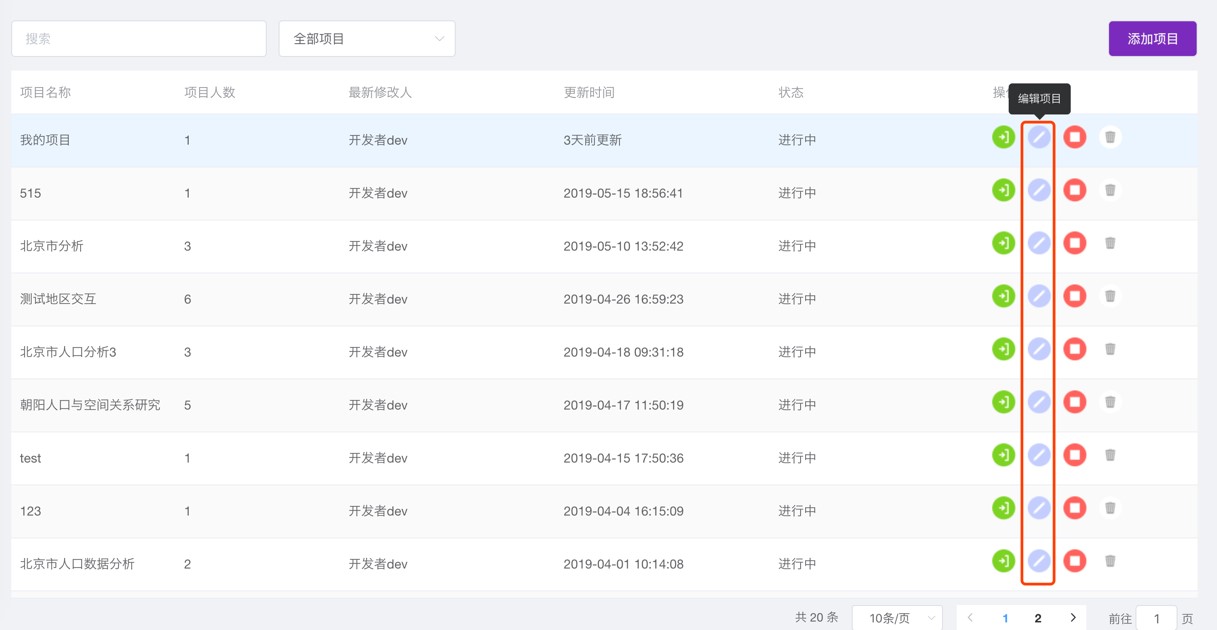 搜索 全部项目 添加项目
项目名称 项目人数 最新修改人 更新时间 状态 操
编辑项目
我的项目 1 开发者dev 3天前更新 进行中
515 1 开发者dev 2019-05-15 18:56:41 进行中
北京市分析 3 开发者dev 2019-05-10 13:52:42 进行中
测试地区交互 6 开发者dev 2019-04-26 16:59:23 进行中
北京市人口分析3 3 开发者dev 2019-04-18 09:31:18 进行中
朝阳人口与空间关系研究 5 开发者dev 2019-04-17 11:50:19 进行中
test 1 开发者dev 2019-04-15 17:50:36 进行中
123 1 开发者dev 2019-04-04 16:15:09 进行中
北京市人口数据分析 2 开发者dev 2019-04-01 10:14:08 进行中
共 20 条 10条/页 1 2 前往 1 页